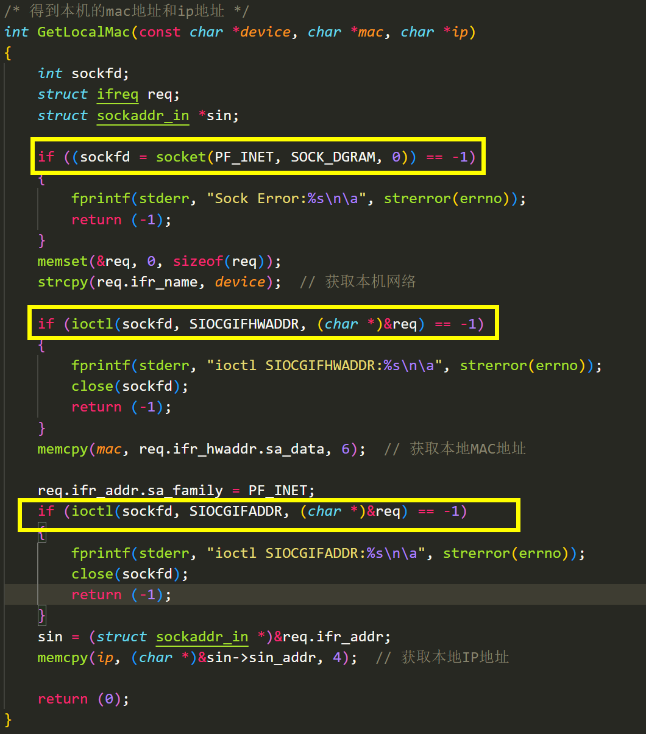 /* 得到本机的mac地址和ip地址 */
int GetLocalMac(const char *device, char *mac, char *ip)
{
    int sockfd;
    struct ifreq req;
    struct sockaddr_in *sin;

    if ((sockfd = socket(PF_INET, SOCK_DGRAM, 0)) == -1)
    {
        fprintf(stderr, "Sock Error:%s\n\a", strerror(errno));
        return (-1);
    }
    memset(&req, 0, sizeof(req));
    strcpy(req.ifr_name, device);  // 获取本机网络

    if (ioctl(sockfd, SIOCGIFHWADDR, (char *)&req) == -1)
    {
        fprintf(stderr, "ioctl SIOCGIFHWADDR:%s\n\a", strerror(errno));
        close(sockfd);
        return (-1);
    }
    memcpy(mac, req.ifr_hwaddr.sa_data, 6);  // 获取本地MAC地址

    req.ifr_addr.sa_family = PF_INET;
    if (ioctl(sockfd, SIOCGIFADDR, (char *)&req) == -1)
    {
        fprintf(stderr, "ioctl SIOCGIFADDR:%s\n\a", strerror(errno));
        close(sockfd);
        return (-1);
    }
    sin = (struct sockaddr_in *)&req.ifr_addr;
    memcpy(ip, (char *)&sin->sin_addr, 4);  // 获取本地IP地址

    return (0);
}